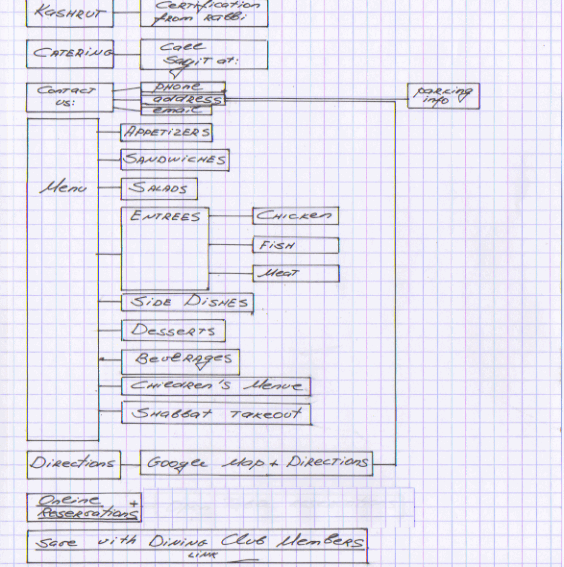 KASHRUT
Certification
from Rabbi
CATERING
Call
Sagit at:
Contact
us:
phone
address
email
parking
info
Menu
APPETIZERS
SANDWICHES
SALADS
ENTREES
CHICKEN
FISH
MEAT
SIDE DISHES
DESSERTS
BEVERAGES
CHILDREN'S MENUE
SHABBAT TAKEOUT
Directions
Google Map + DIRECTIONS
Online +
Reservations
Save with DINING CLUB MEMBERS
LINK